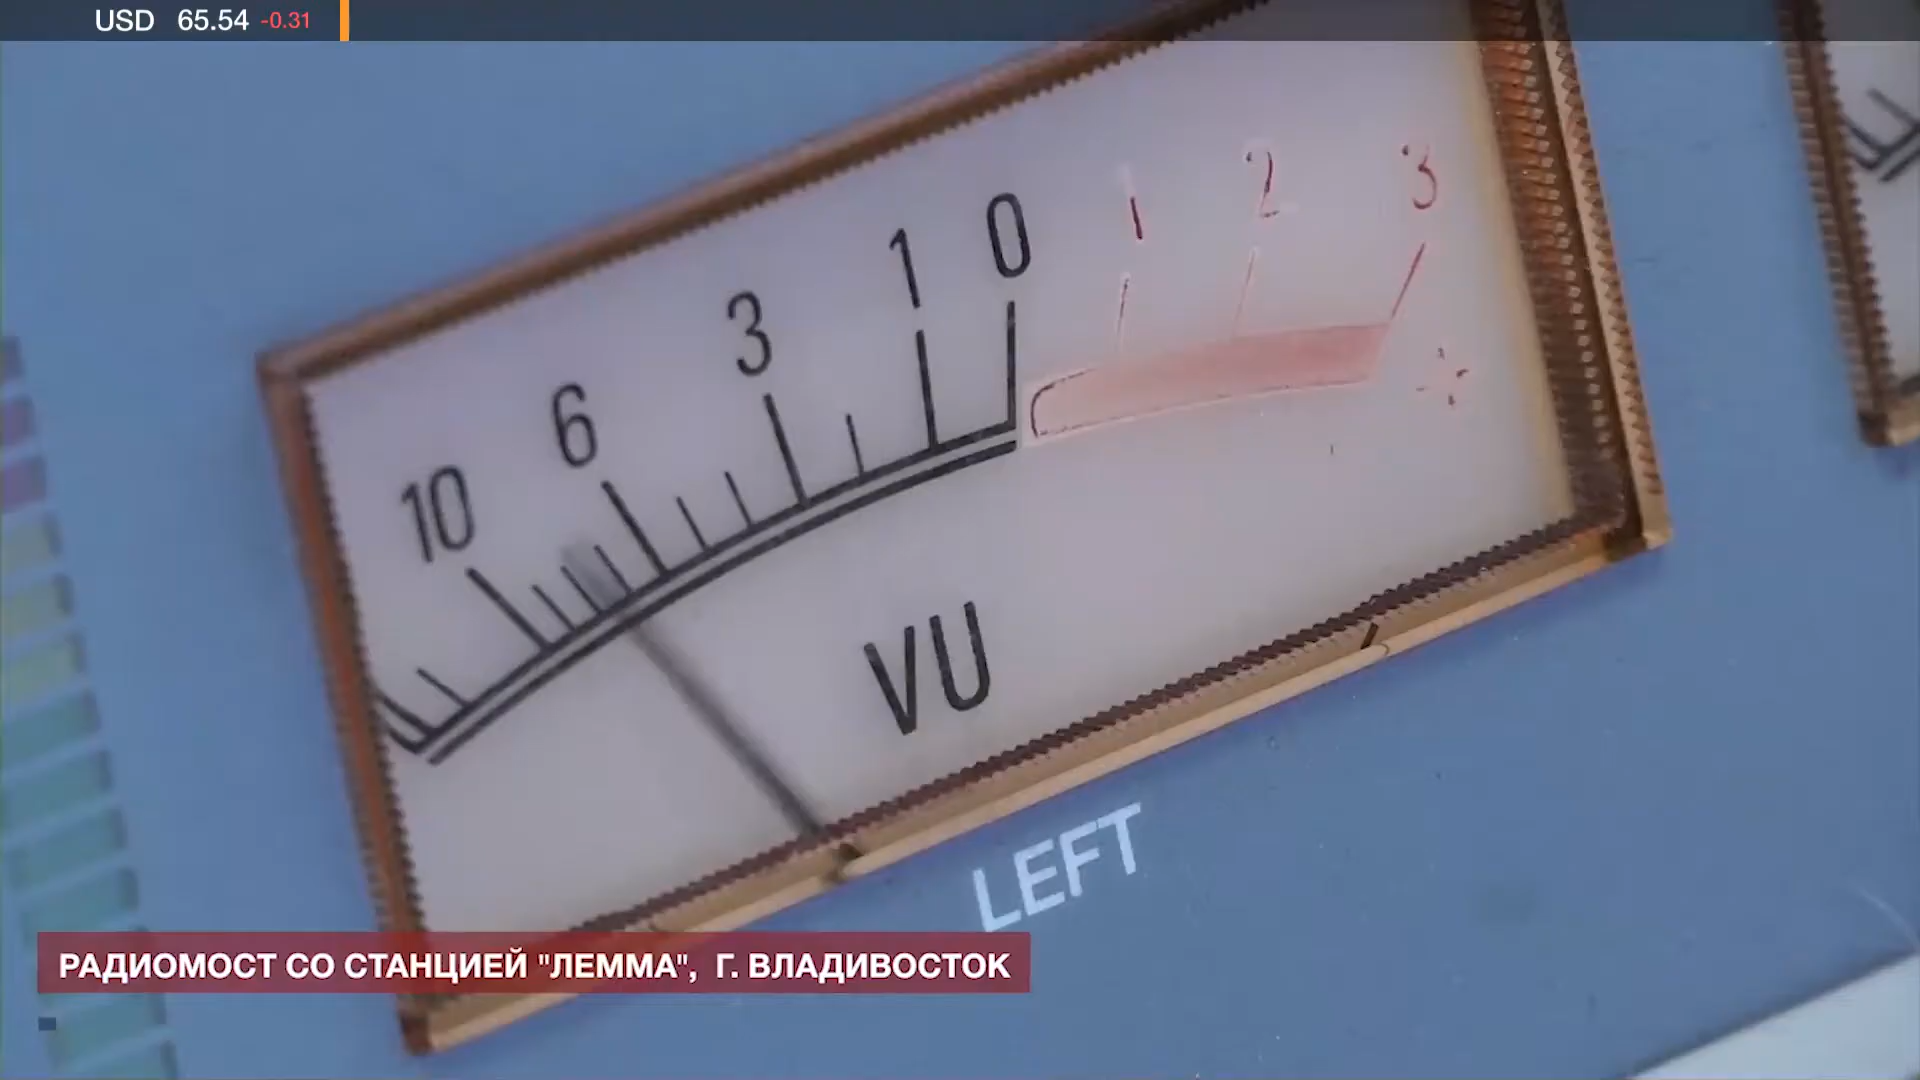 USD 65.54 -0.31
10 6 3 1 0 1 2 3
+
VU
LEFT
РАДИОМОСТ СО СТАНЦИЕЙ "ЛЕММА", Г. ВЛАДИВОСТОК